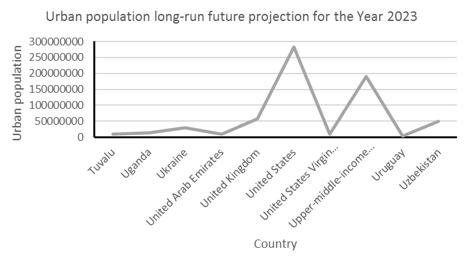 Urban population long-run future projection for the Year 2023
Urban population
300000000
250000000
200000000
150000000
100000000
50000000
0
Tuvalu
Uganda
Ukraine
United Arab Emirates
United Kingdom
United States
United States Virgin...
Upper-middle-income...
Uruguay
Uzbekistan
Country